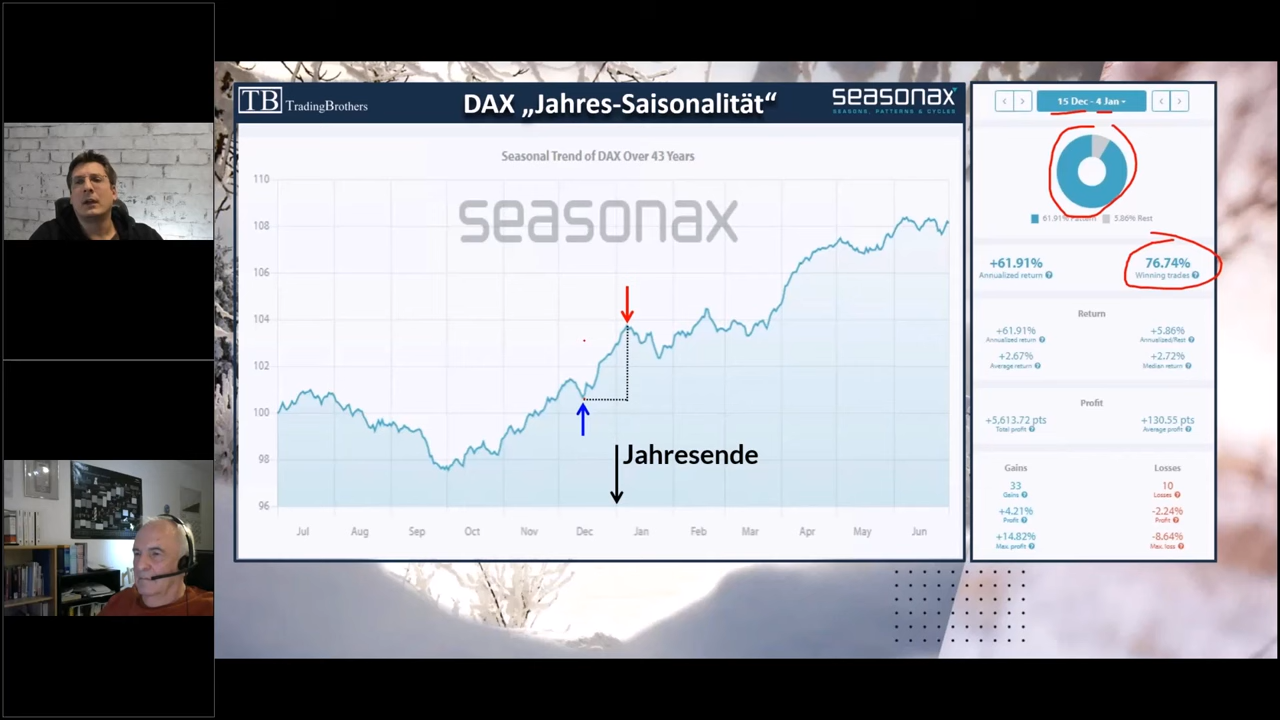 TB TradingBrothers
DAX „Jahres-Saisonalität“
seasonax
SEASONS, PATTERNS & CYCLES
Seasonal Trend of DAX Over 43 Years
seasonax
110
108
106
104
102
100
98
96
Jahresende
Jul Aug Sep Oct Nov Dec Jan Feb Mar Apr May Jun
15 Dec - 4 Jan
61.91% 5.86% Rest
+61.91% 76.74%
Annualized return Winning trades
Return
+61.91% +5.86%
Annualized return Annualized/Rest
+2.67% +2.72%
Average return Median return
Profit
+5,613.72 pts +130.55 pts
Total profit Average profit
Gains Losses
33 10
Gains Losses
+4.21% -2.24%
Profit Profit
+14.82% -8.64%
Max. profit Max. loss